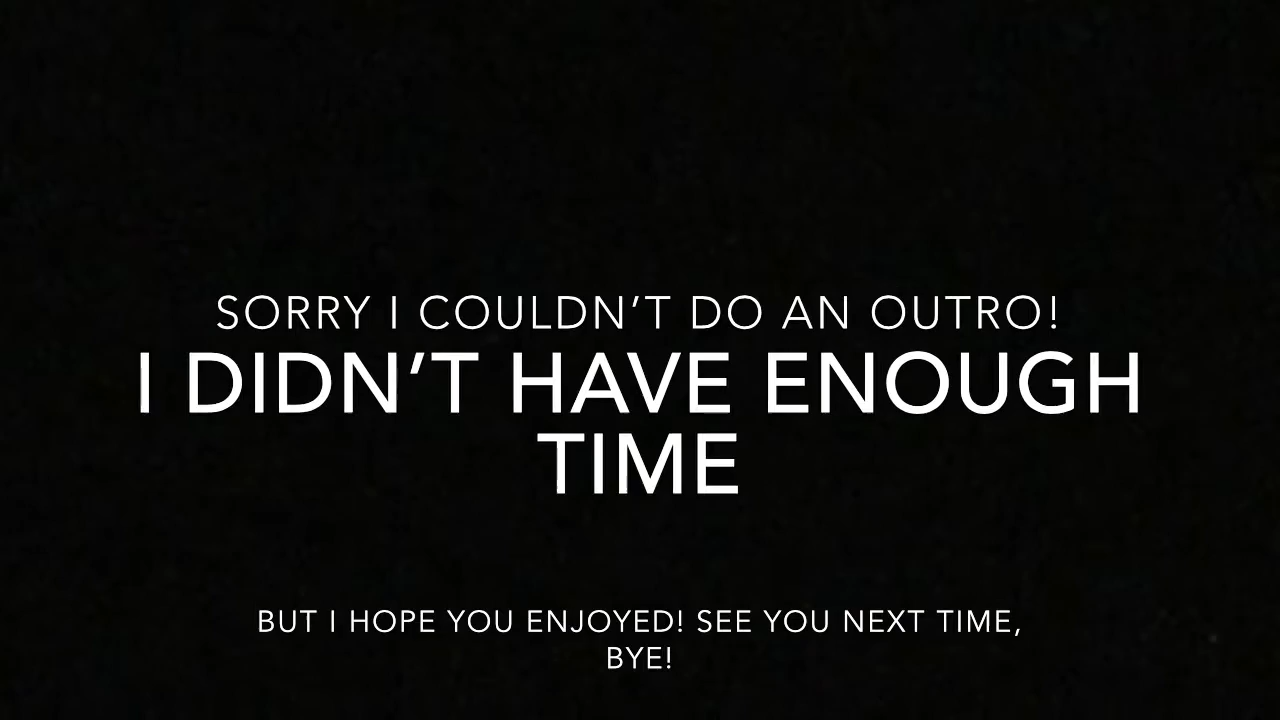 SORRY I COULDN’T DO AN OUTRO!
I DIDN’T HAVE ENOUGH
TIME
BUT I HOPE YOU ENJOYED! SEE YOU NEXT TIME,
BYE!